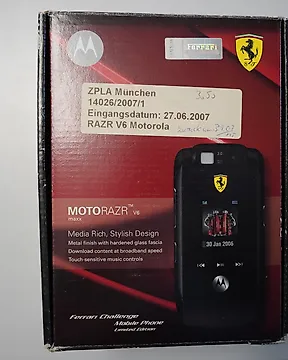 Ferrari
ZPLA München
14026/2007/1
Eingangsdatum: 27.06.2007
RAZR V6 Motorola
MOTORAZR V6
maxx
Media Rich, Stylish Design
Metal finish with hardened glass fascia
Download content at broadband speed
Touch-sensitive music controls
30 Jan 2006
Ferrari Challenge
Mobile Phone
Limited Edition